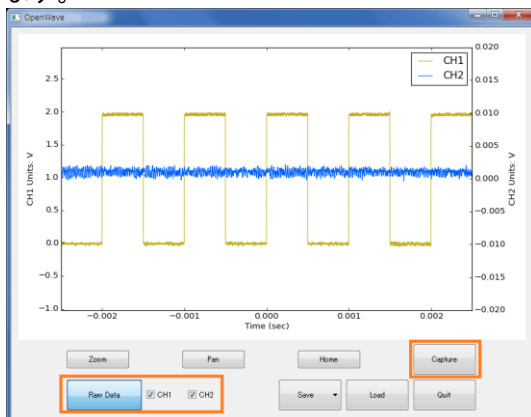 OpenWave
CH1
CH2
2.5
2.0
1.5
1.0
0.5
0.0
−0.5
−1.0
CH1 Units: V
0.020
0.015
0.010
0.005
0.000
−0.005
−0.010
−0.015
−0.020
CH2 Units: V
−0.002 −0.001 0.000 0.001 0.002
Time (sec)
Zoom Pan Home Capture
Raw Data CH1 CH2 Save Load Quit